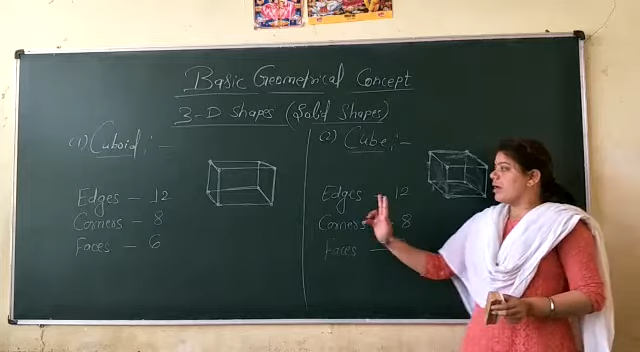 Basic Geometrical Concept
3-D Shapes (Solid Shapes)
(1) Cuboid :-
Edges - 12
Corners - 8
Faces - 6
(2) Cube :-
Edges - 12
Corners - 8
Faces -